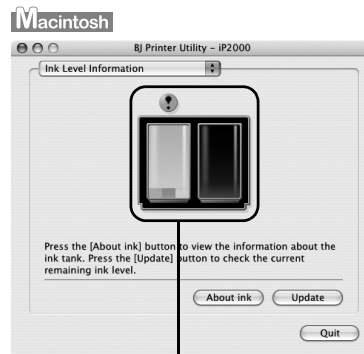 Macintosh
BJ Printer Utility – iP2000
Ink Level Information
!
Press the [About ink] button to view the information about the
ink tank. Press the [Update] button to check the current
remaining ink level.
About ink Update
Quit